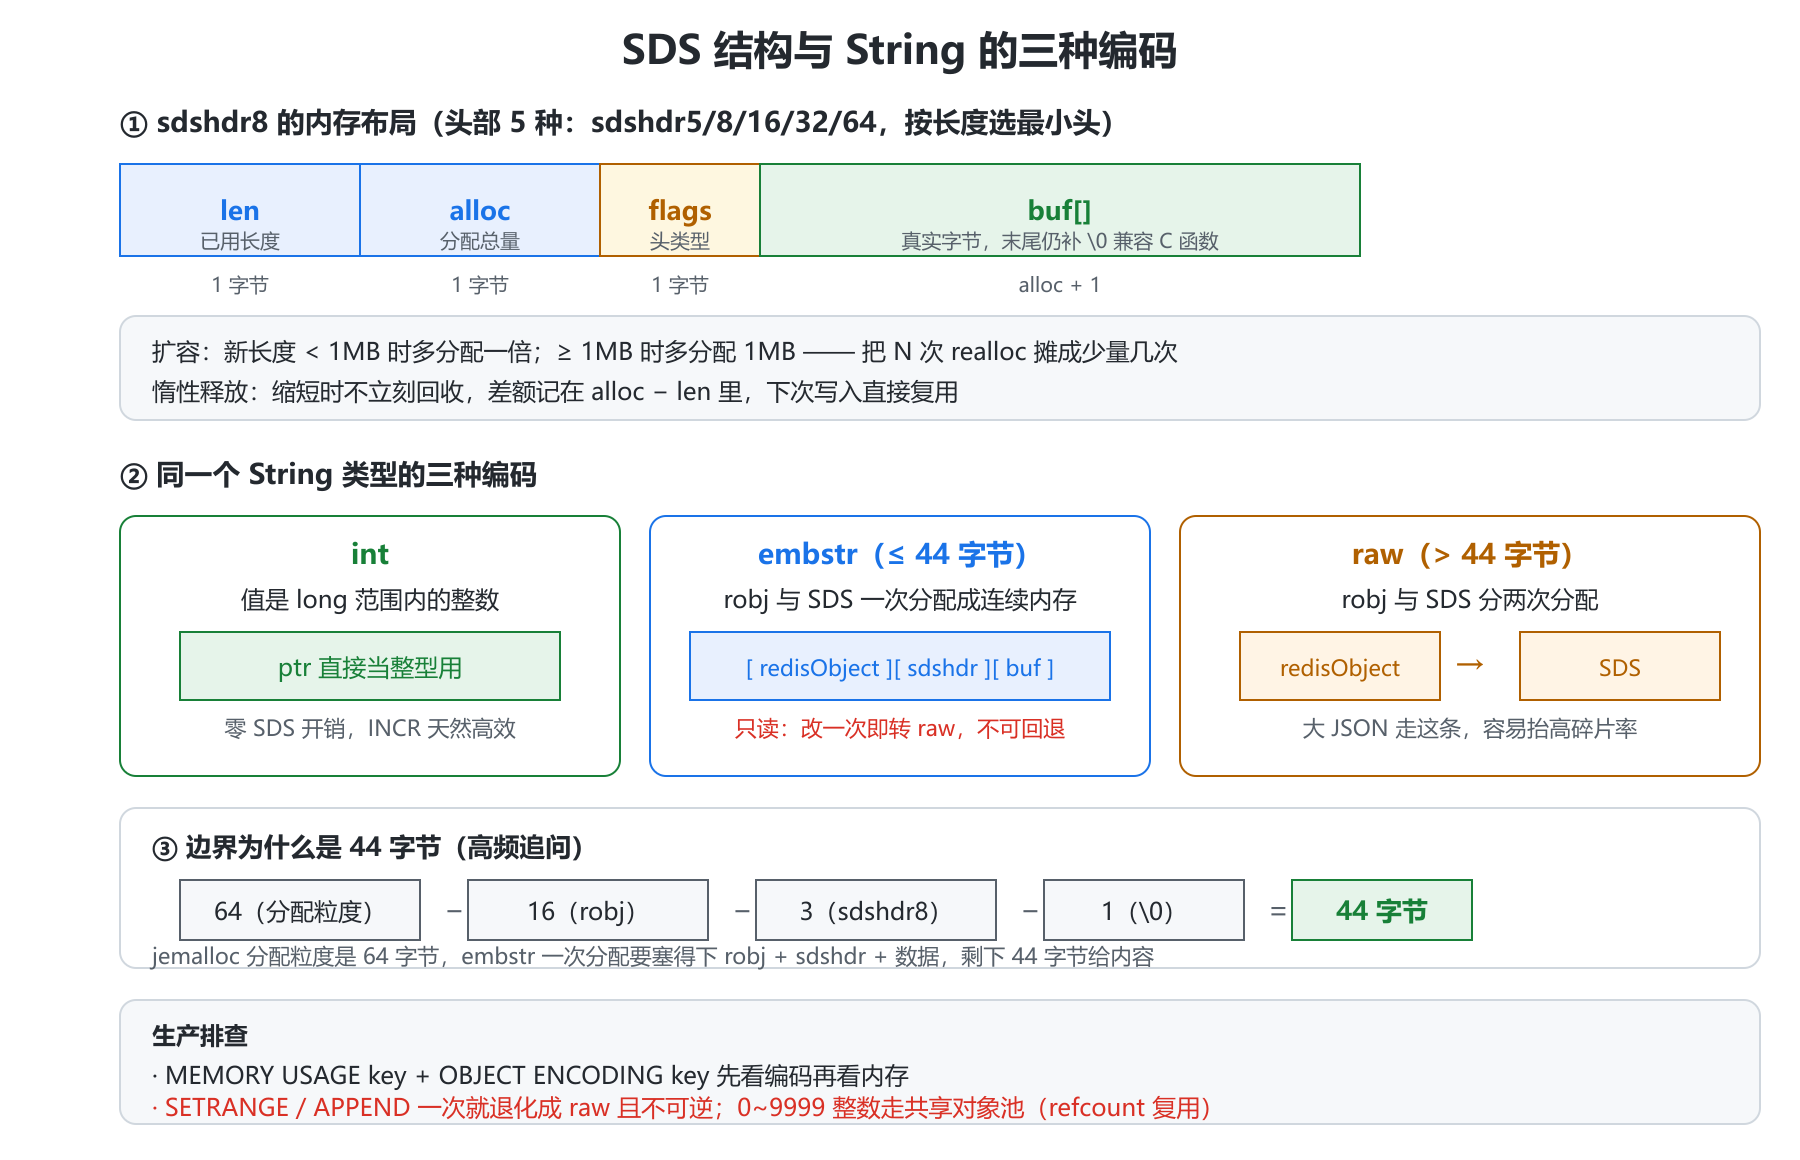 SDS 结构与 String 的三种编码
① sdshdr8 的内存布局（头部 5 种：sdshdr5/8/16/32/64，按长度选最小头）
len
已用长度
alloc
分配总量
flags
头类型
buf[]
真实字节，末尾仍补 \0 兼容 C 函数
1 字节
1 字节
1 字节
alloc + 1
扩容：新长度 < 1MB 时多分配一倍；≥ 1MB 时多分配 1MB —— 把 N 次 realloc 摊成少量几次
惰性释放：缩短时不立刻回收，差额记在 alloc − len 里，下次写入直接复用
② 同一个 String 类型的三种编码
int
值是 long 范围内的整数
ptr 直接当整型用
零 SDS 开销，INCR 天然高效
embstr（≤ 44 字节）
robj 与 SDS 一次分配成连续内存
[ redisObject ][ sdshdr ][ buf ]
只读：改一次即转 raw，不可回退
raw（> 44 字节）
robj 与 SDS 分两次分配
redisObject → SDS
大 JSON 走这条，容易抬高碎片率
③ 边界为什么是 44 字节（高频追问）
64（分配粒度） − 16（robj） − 3（sdshdr8） − 1（\0） = 44 字节
jemalloc 分配粒度是 64 字节，embstr 一次分配要塞得下 robj + sdshdr + 数据，剩下 44 字节给内容
生产排查
· MEMORY USAGE key + OBJECT ENCODING key 先看编码再看内存
· SETRANGE / APPEND 一次就退化成 raw 且不可逆；0~9999 整数走共享对象池（refcount 复用）